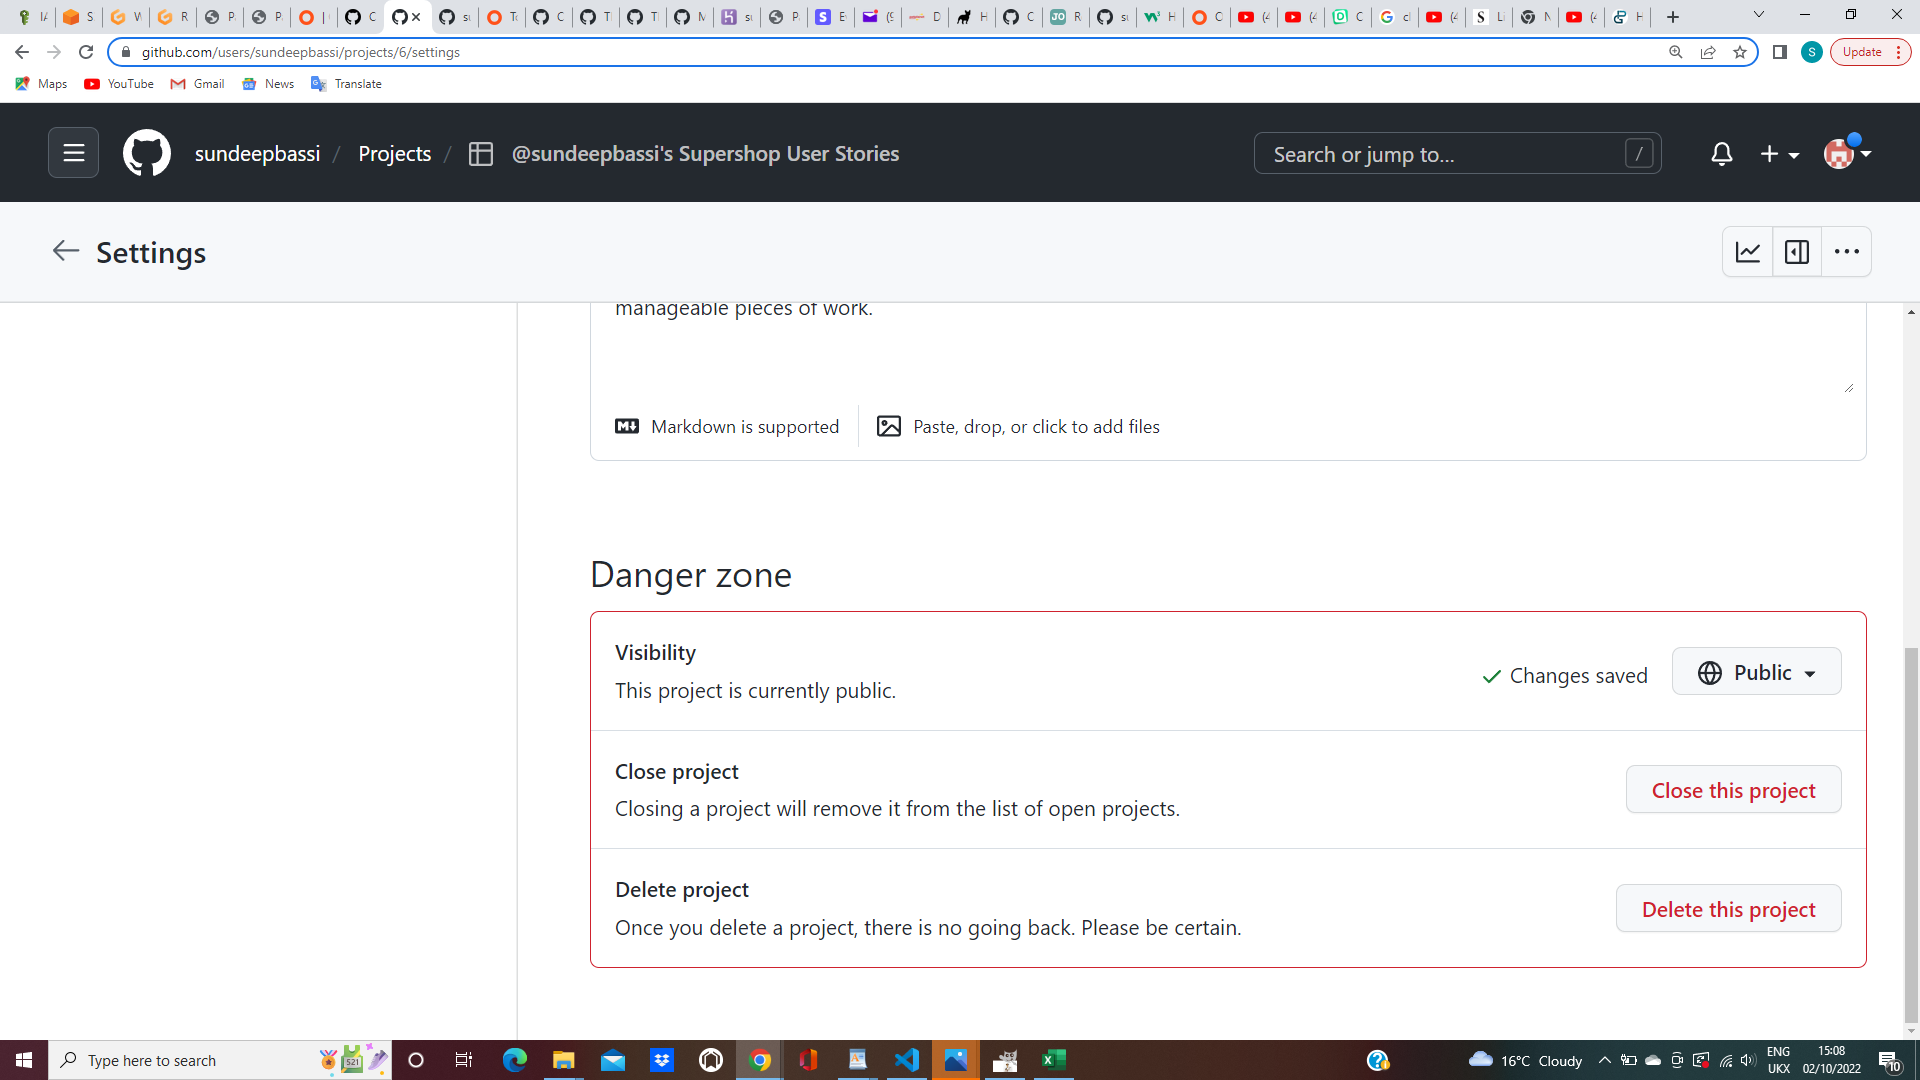 github.com/users/sundeepbassi/projects/6/settings
Update
Maps YouTube Gmail News Translate
sundeepbassi / Projects / @sundeepbassi's Supershop User Stories
Search or jump to... /
Settings
manageable pieces of work.
Markdown is supported Paste, drop, or click to add files
Danger zone
Visibility
This project is currently public.
Changes saved Public
Close project
Closing a project will remove it from the list of open projects.
Close this project
Delete project
Once you delete a project, there is no going back. Please be certain.
Delete this project
Type here to search
16°C Cloudy
ENG
UKX
15:08
02/10/2022
10